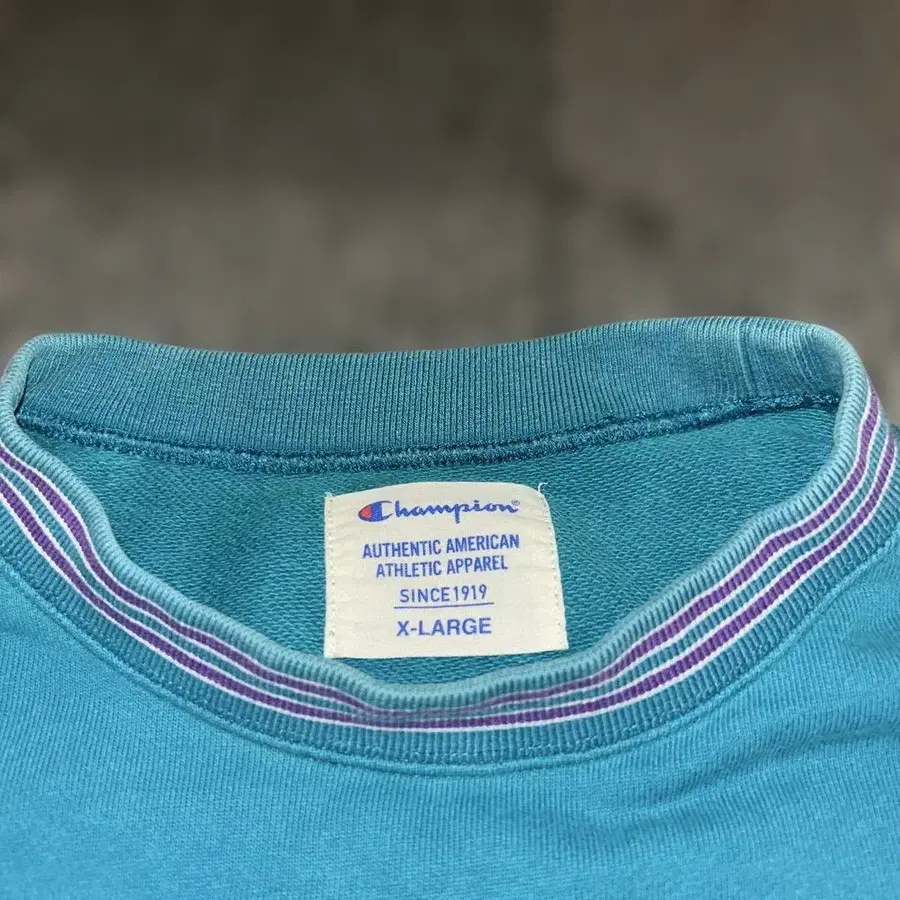 Champion®
AUTHENTIC AMERICAN
ATHLETIC APPAREL
SINCE 1919
X-LARGE